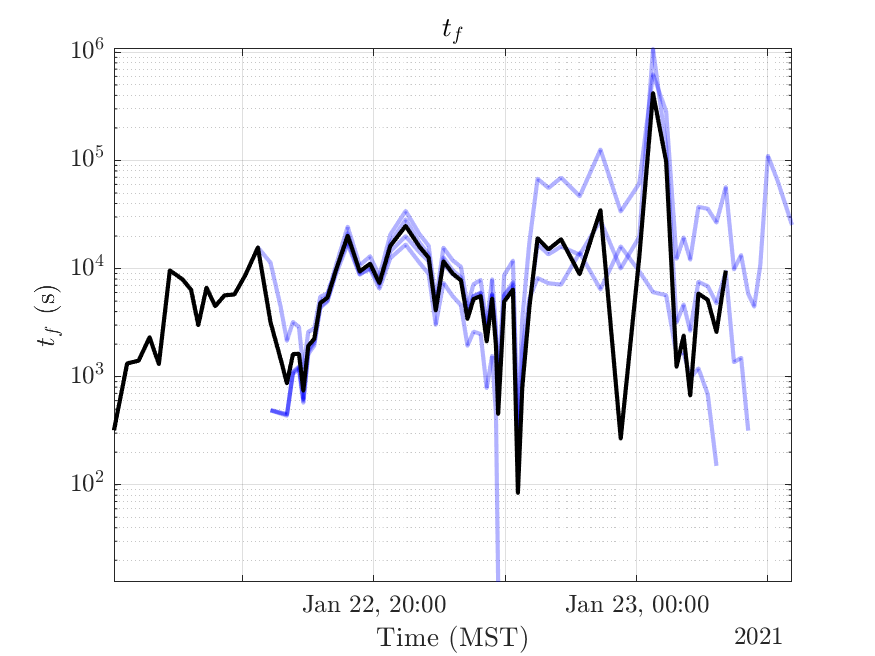 t_f
10^6
10^5
10^4
10^3
10^2
t_f (s)
Jan 22, 20:00
Jan 23, 00:00
Time (MST)
2021